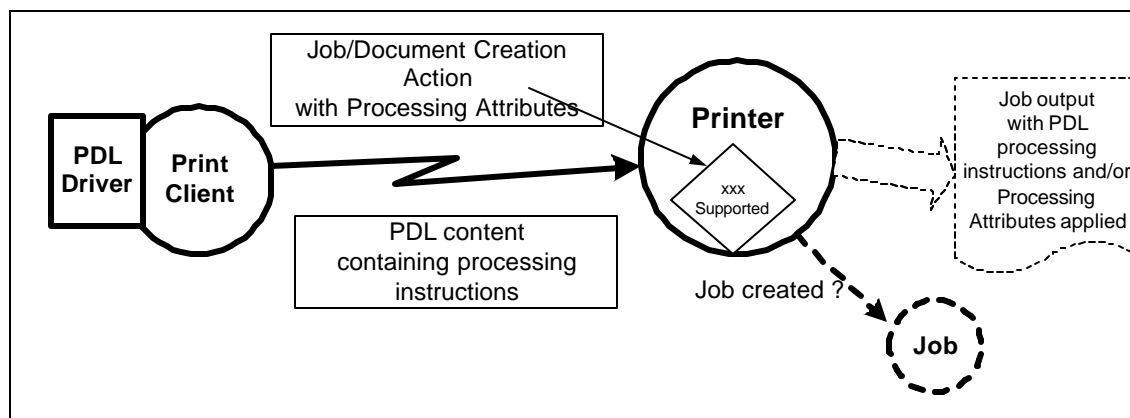 PDL
Driver
Print
Client
Job/Document Creation
Action
with Processing Attributes
PDL content
containing processing
instructions
Printer
xxx
Supported
Job created ?
Job
Job output
with PDL
processing
instructions and/or
Processing
Attributes applied